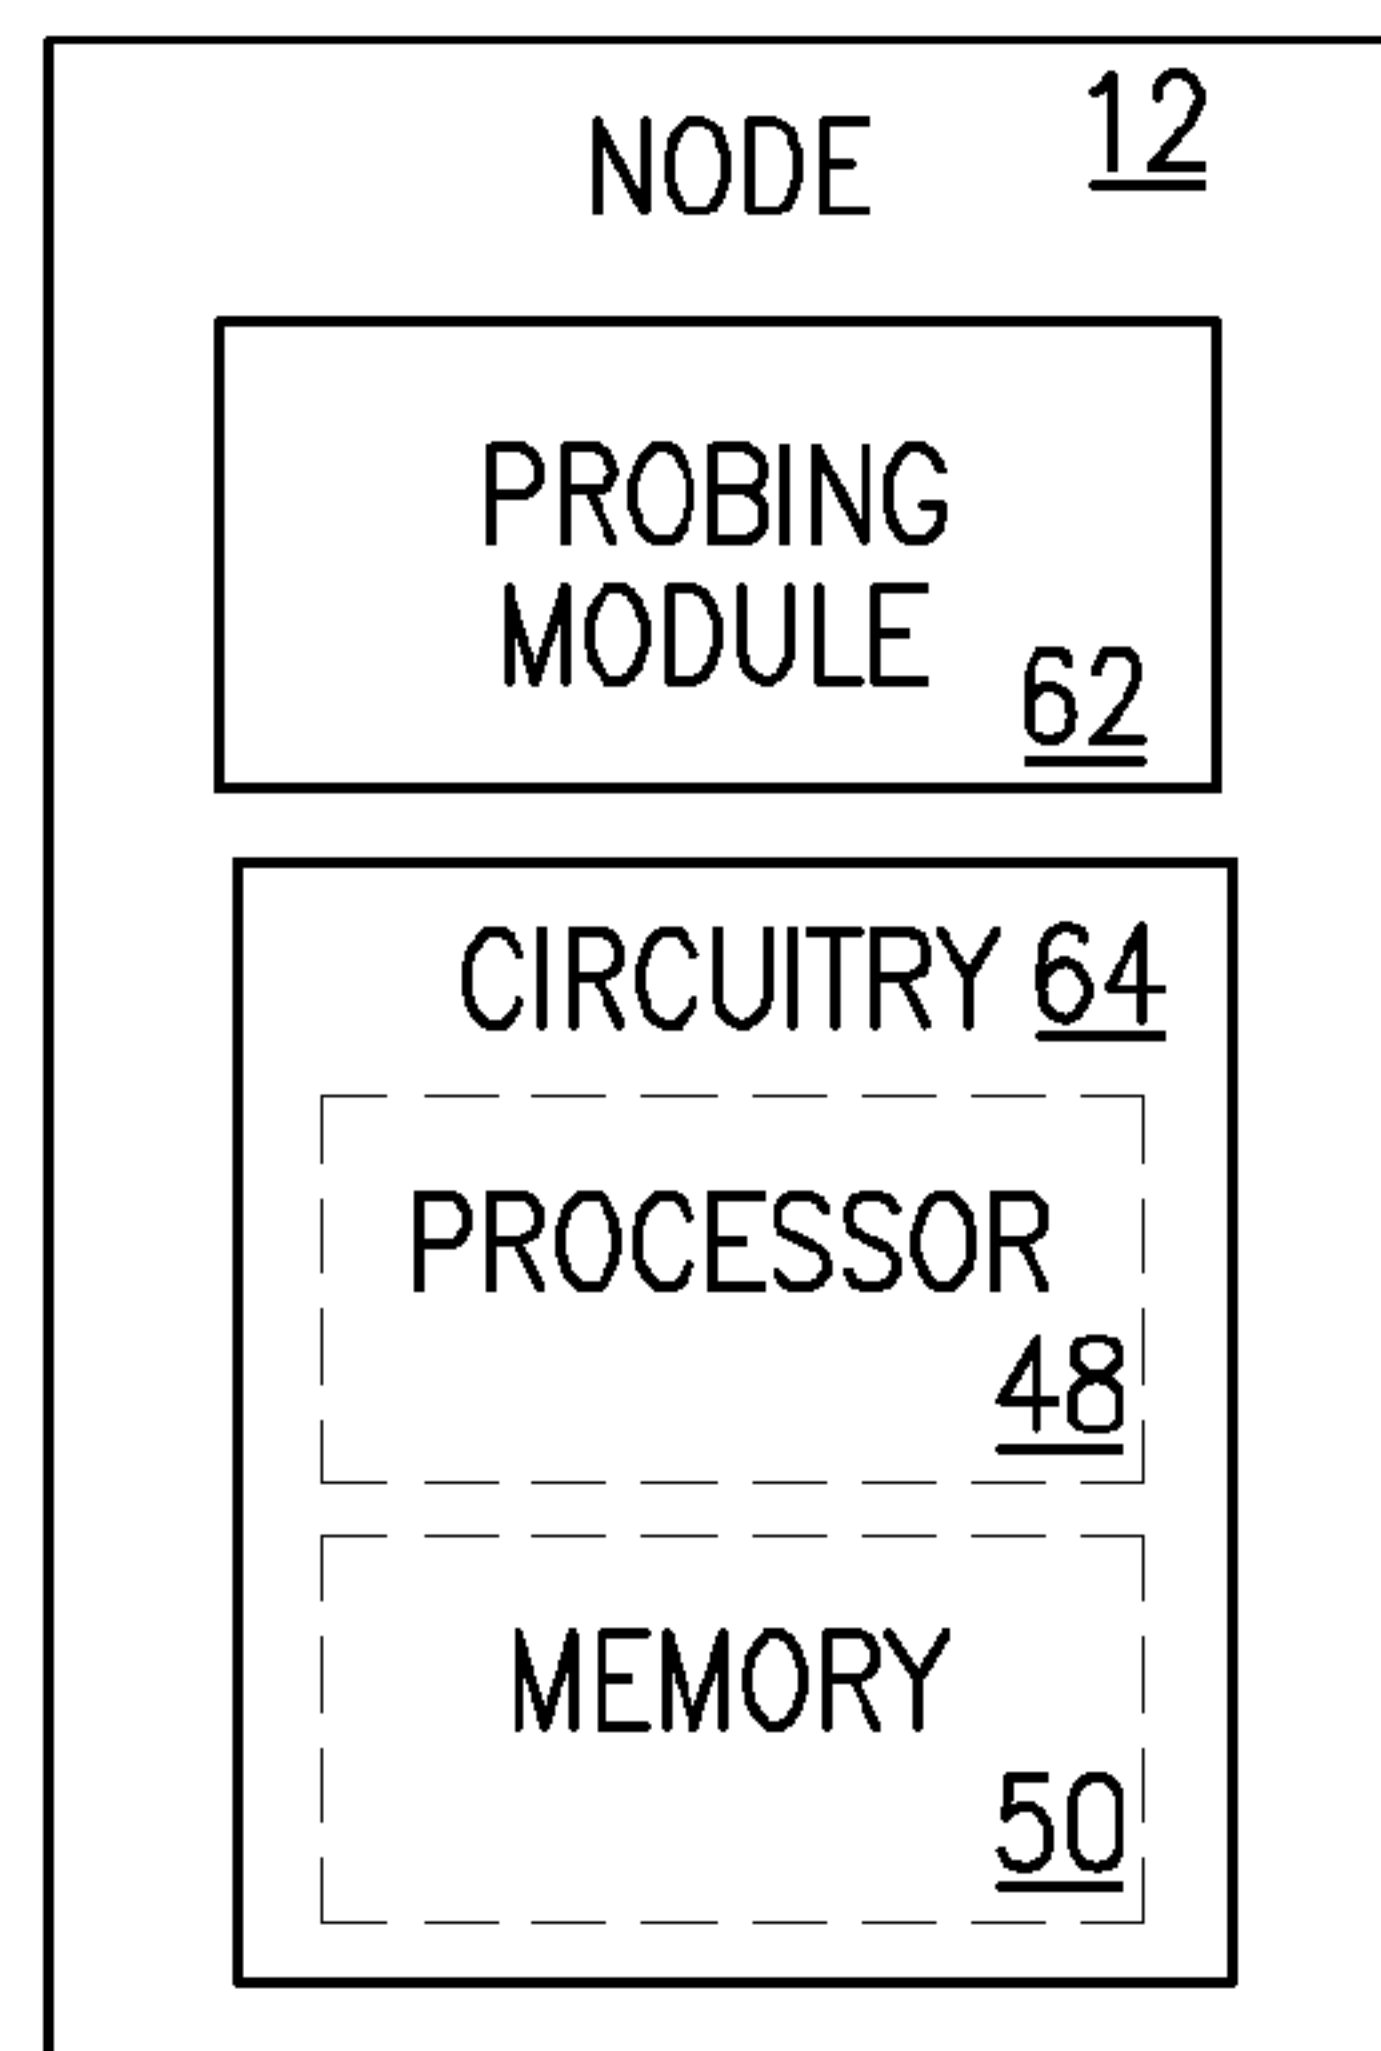 NODE 12
PROBING
MODULE
62
CIRCUITRY 64
PROCESSOR
48
MEMORY
50